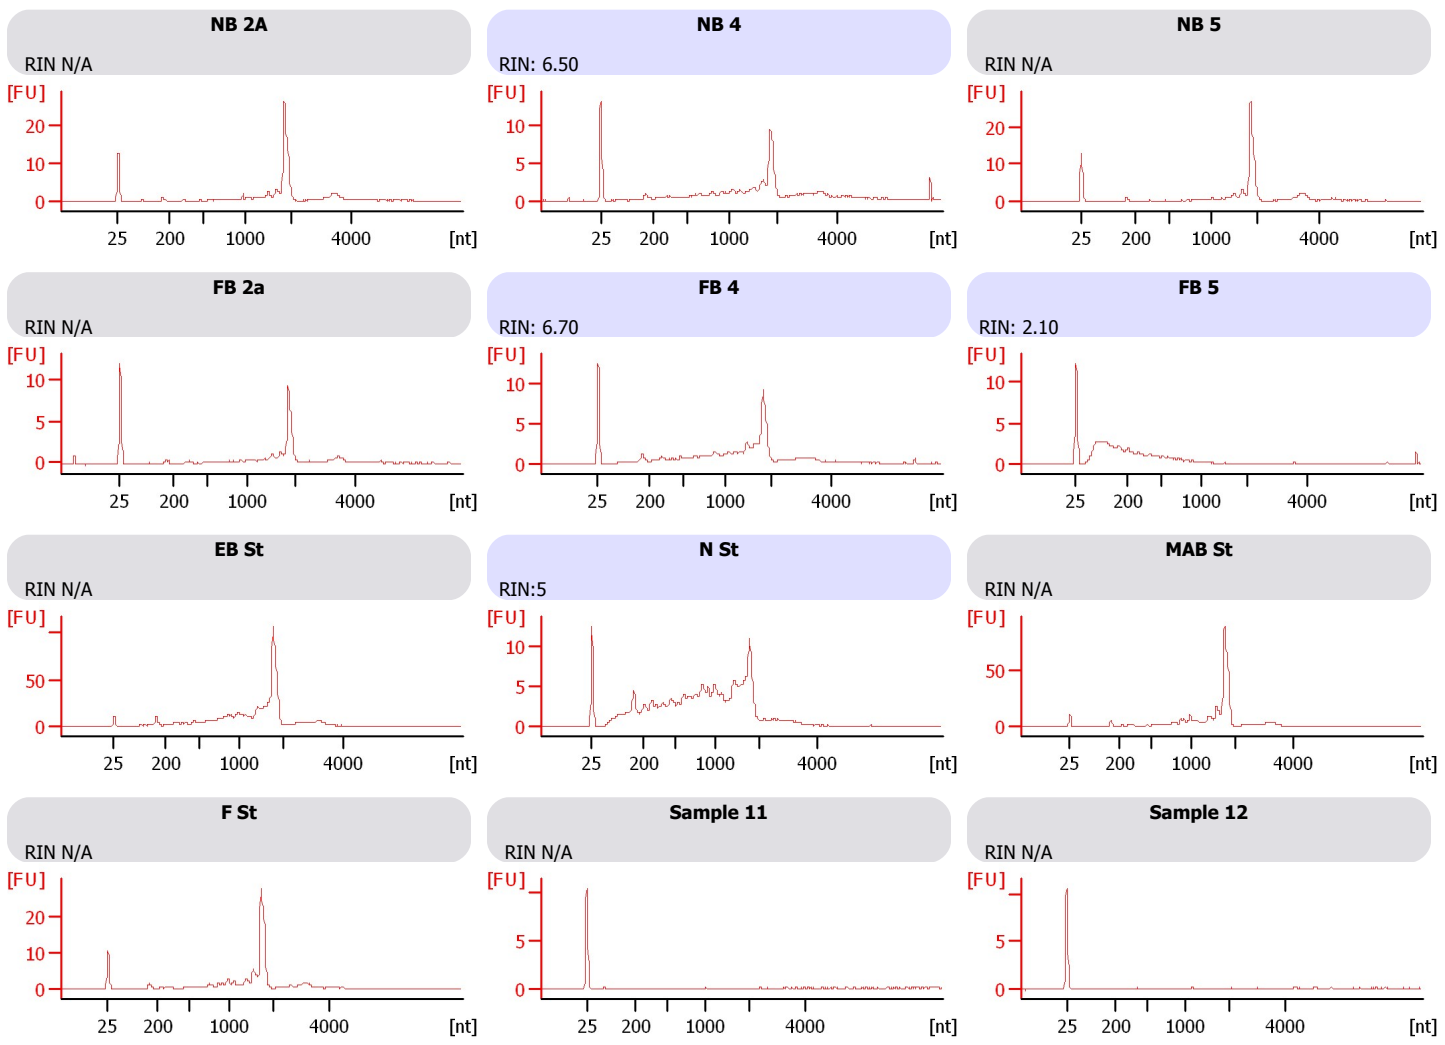 NB 2A
RIN N/A
[FU]
20
10
0
25 200 1000 4000 [nt]
NB 4
RIN: 6.50
[FU]
10
5
0
25 200 1000 4000 [nt]
NB 5
RIN N/A
[FU]
20
10
0
25 200 1000 4000 [nt]
FB 2a
RIN N/A
[FU]
10
5
0
25 200 1000 4000 [nt]
FB 4
RIN: 6.70
[FU]
10
5
0
25 200 1000 4000 [nt]
FB 5
RIN: 2.10
[FU]
10
5
0
25 200 1000 4000 [nt]
EB St
RIN N/A
[FU]
50
0
25 200 1000 4000 [nt]
N St
RIN:5
[FU]
10
5
0
25 200 1000 4000 [nt]
MAB St
RIN N/A
[FU]
50
0
25 200 1000 4000 [nt]
F St
RIN N/A
[FU]
20
10
0
25 200 1000 4000 [nt]
Sample 11
RIN N/A
[FU]
5
0
25 200 1000 4000 [nt]
Sample 12
RIN N/A
[FU]
5
0
25 200 1000 4000 [nt]